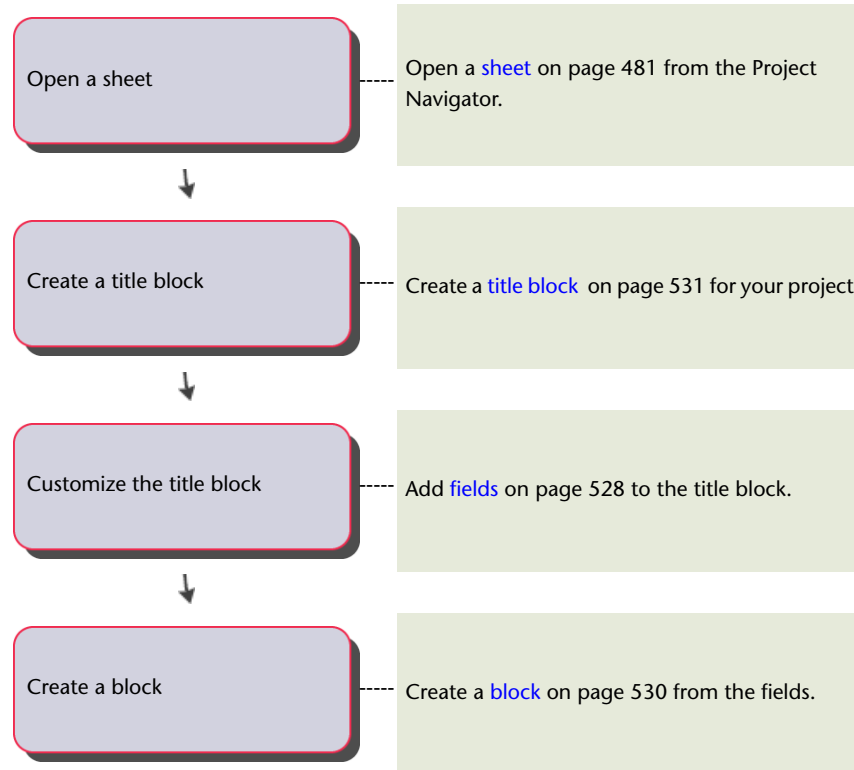 Open a sheet
Open a sheet on page 481 from the Project
Navigator.
Create a title block
Create a title block on page 531 for your project
Customize the title block
Add fields on page 528 to the title block.
Create a block
Create a block on page 530 from the fields.